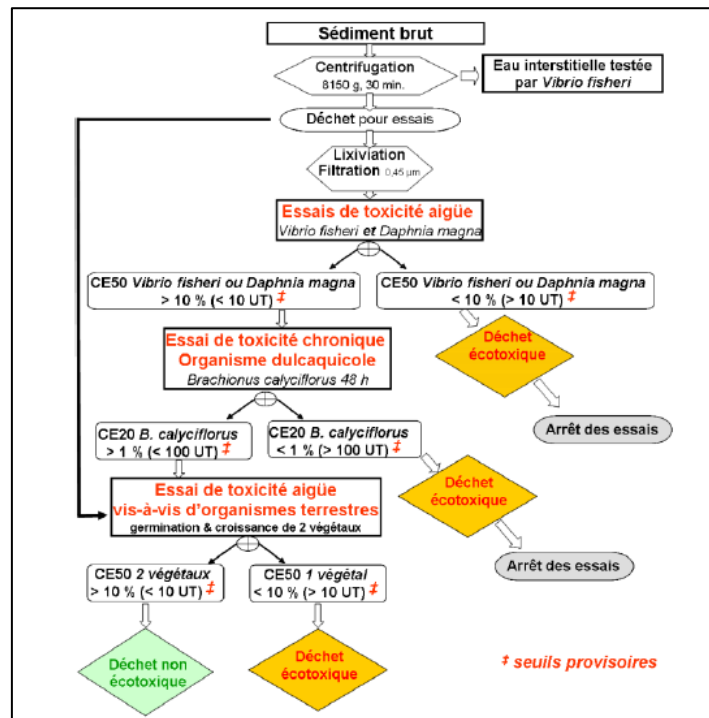 Sédiment brut
Centrifugation
8150 g, 30 min.
Eau interstitielle testée
par Vibrio fisheri
Déchet pour essais
Lixiviation
Filtration 0,45 µm
Essais de toxicité aigüe
Vibrio fisheri et Daphnia magna
CE50 Vibrio fisheri ou Daphnia magna
> 10 % (< 10 UT) ‡
CE50 Vibrio fisheri ou Daphnia magna
< 10 % (> 10 UT) ‡
Essai de toxicité chronique
Organisme dulcaquicole
Brachionus calyciflorus 48 h
Déchet
écotoxique
Arrêt des essais
CE20 B. calyciflorus
> 1 % (< 100 UT) ‡
CE20 B. calyciflorus
< 1 % (> 100 UT) ‡
Déchet
écotoxique
Arrêt des essais
Essai de toxicité aigüe
vis-à-vis d'organismes terrestres
germination & croissance de 2 végétaux
CE50 2 végétaux
> 10 % (< 10 UT) ‡
CE50 1 végétal
< 10 % (> 10 UT) ‡
Déchet non
écotoxique
Déchet
écotoxique
‡ seuils provisoires